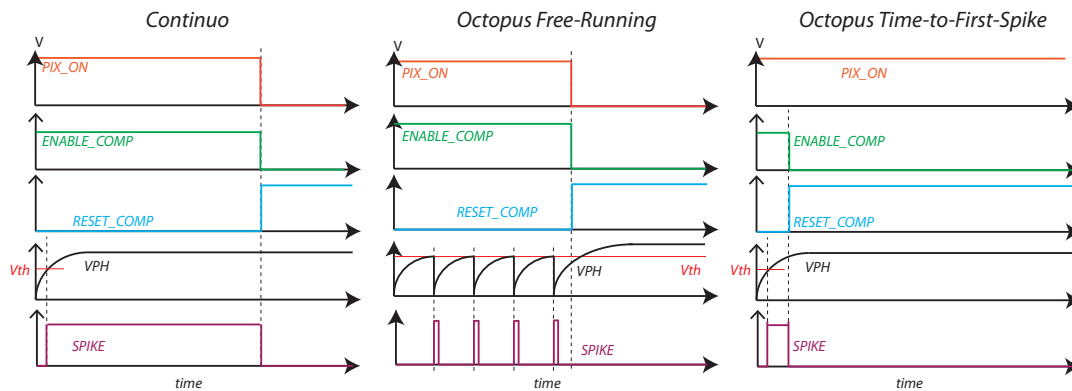 Continuo
V
PIX_ON
ENABLE_COMP
RESET_COMP
Vth
VPH
SPIKE
time
Octopus Free-Running
V
PIX_ON
ENABLE_COMP
RESET_COMP
VPH
Vth
SPIKE
time
Octopus Time-to-First-Spike
V
PIX_ON
ENABLE_COMP
RESET_COMP
Vth
VPH
SPIKE
time